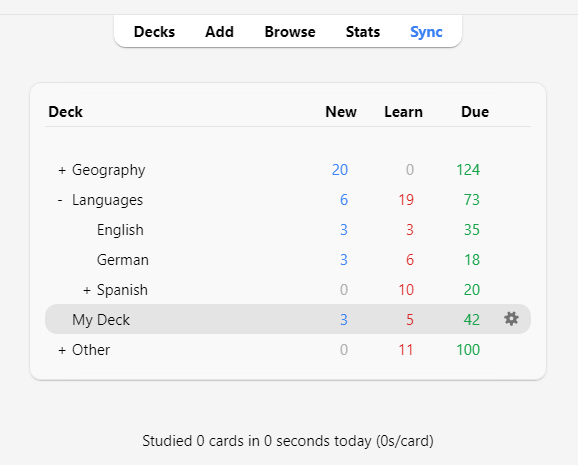 Decks Add Browse Stats Sync
Deck New Learn Due
+ Geography 20 0 124
- Languages 6 19 73
English 3 3 35
German 3 6 18
+ Spanish 0 10 20
My Deck 3 5 42
+ Other 0 11 100
Studied 0 cards in 0 seconds today (0s/card)